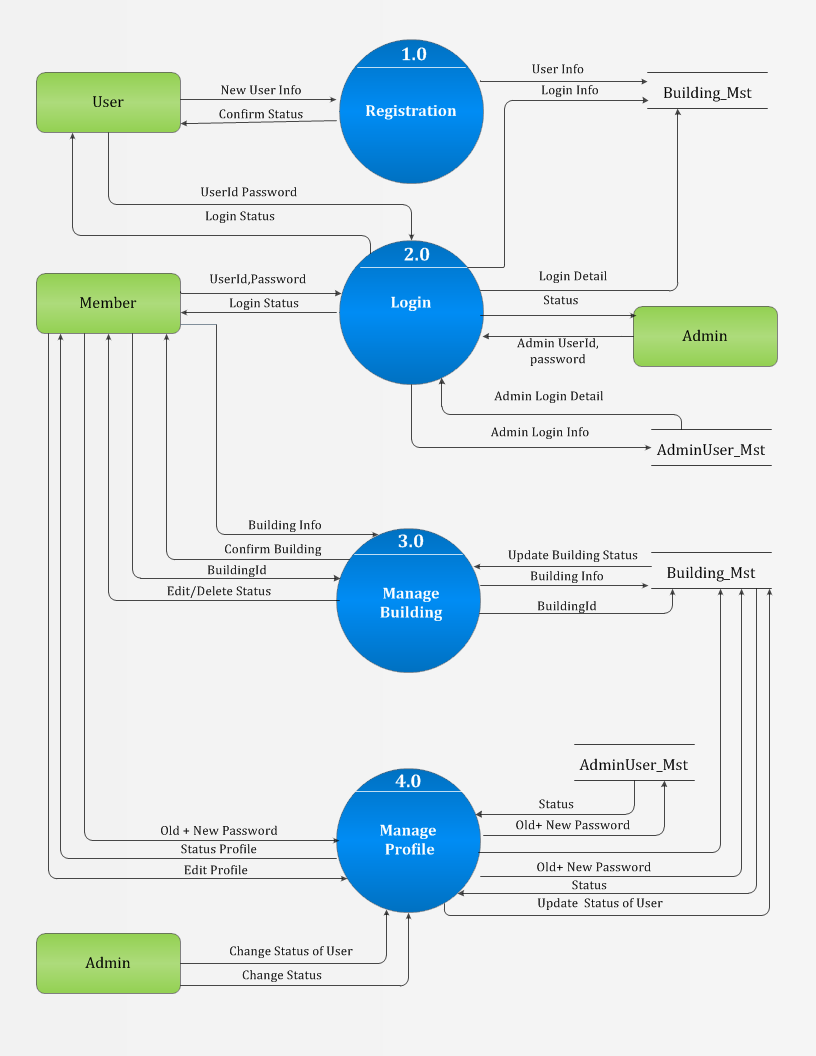 1.0
Registration
User
New User Info
Confirm Status
User Info
Login Info
Building_Mst
UserId Password
Login Status
2.0
Login
Member
UserId,Password
Login Status
Login Detail
Status
Admin
Admin UserId,
password
Admin Login Detail
Admin Login Info
AdminUser_Mst
Building Info
Confirm Building
BuildingId
Edit/Delete Status
3.0
Manage
Building
Update Building Status
Building Info
BuildingId
Building_Mst
4.0
Manage
Profile
AdminUser_Mst
Status
Old+ New Password
Old + New Password
Status Profile
Edit Profile
Old+ New Password
Status
Update  Status of User
Admin
Change Status of User
Change Status